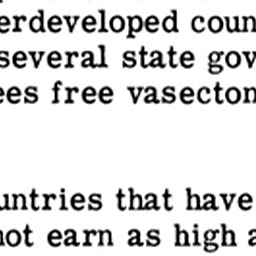 erdeveloped coun
several state gov
ees free vasecton
untries that have
not earn as high a